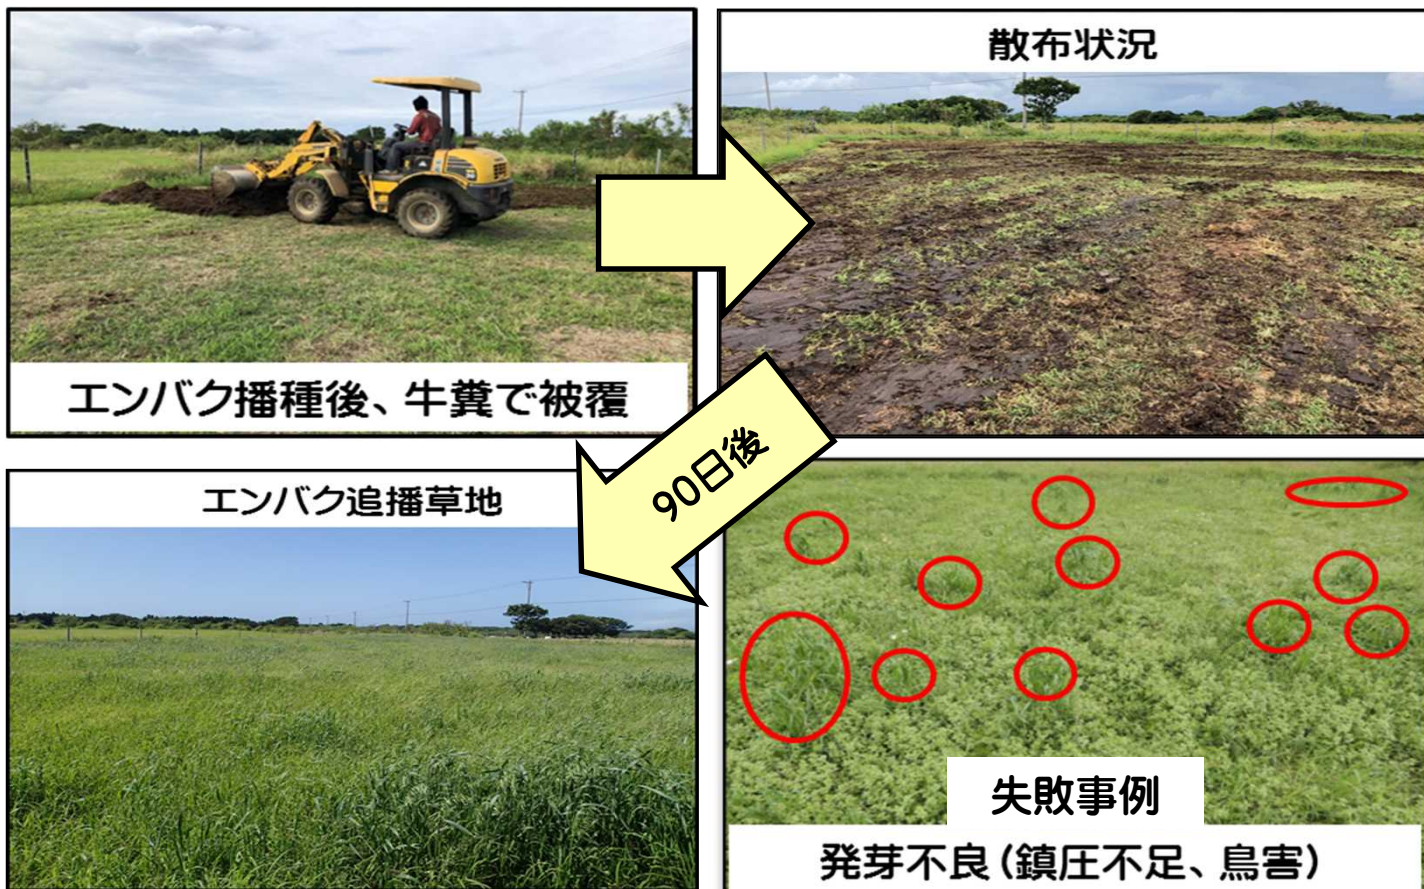 エンバク播種後、牛糞で被覆
散布状況
90日後
エンバク追播草地
失敗事例
発芽不良(鎮圧不足、鳥害)